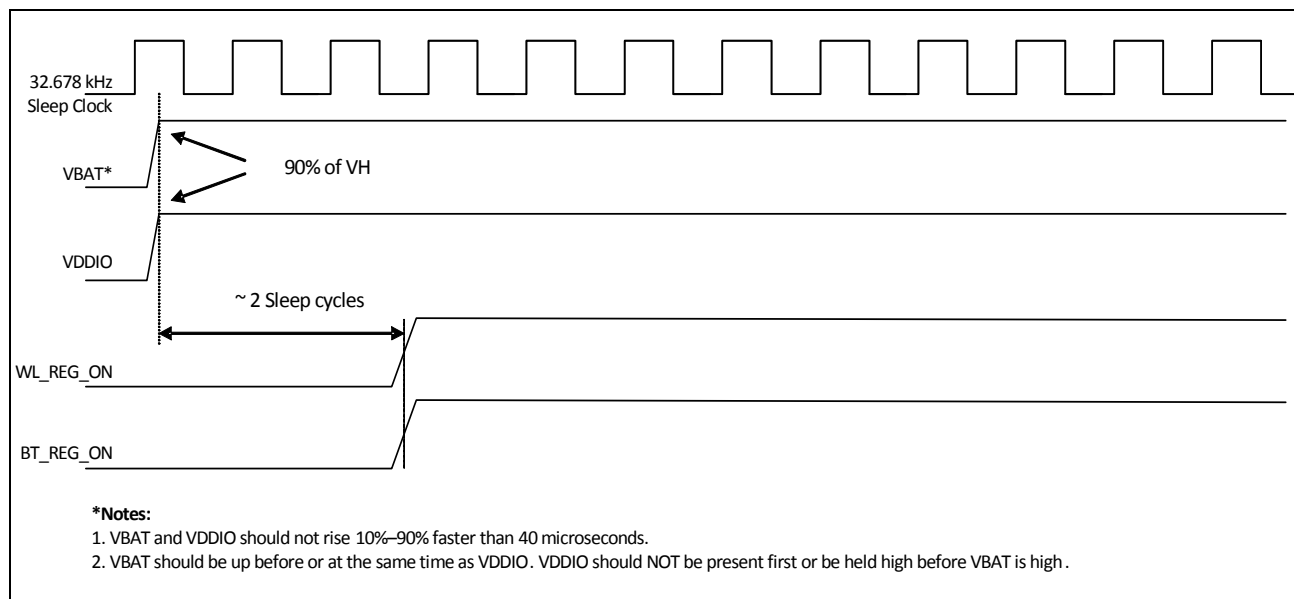 32.678 kHz
Sleep Clock
90% of VH
VBAT*
VDDIO
~ 2 Sleep cycles
WL_REG_ON
BT_REG_ON
*Notes:
1. VBAT and VDDIO should not rise 10%–90% faster than 40 microseconds.
2. VBAT should be up before or at the same time as VDDIO. VDDIO should NOT be present first or be held high before VBAT is high.